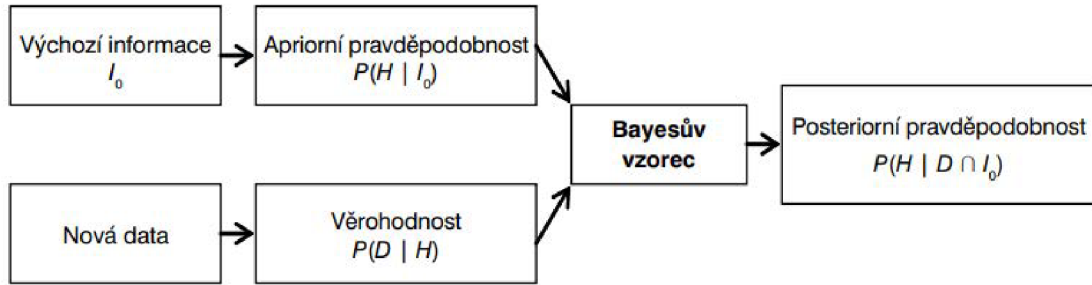 Výchozí informace
I₀
Apriorní pravděpodobnost
P(H | I₀)
Bayesův
vzorec
Posteriorní pravděpodobnost
P(H | D ∩ I₀)
Nová data
Věrohodnost
P(D | H)